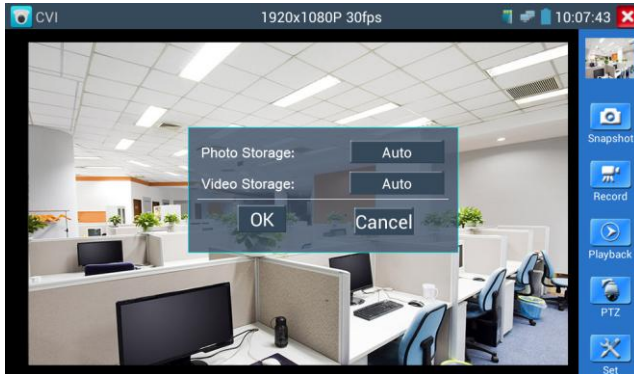 CVI 1920x1080P 30fps 10:07:43
Snapshot
Photo Storage: Auto
Video Storage: Auto
Record
OK Cancel
Playback
PTZ
Set